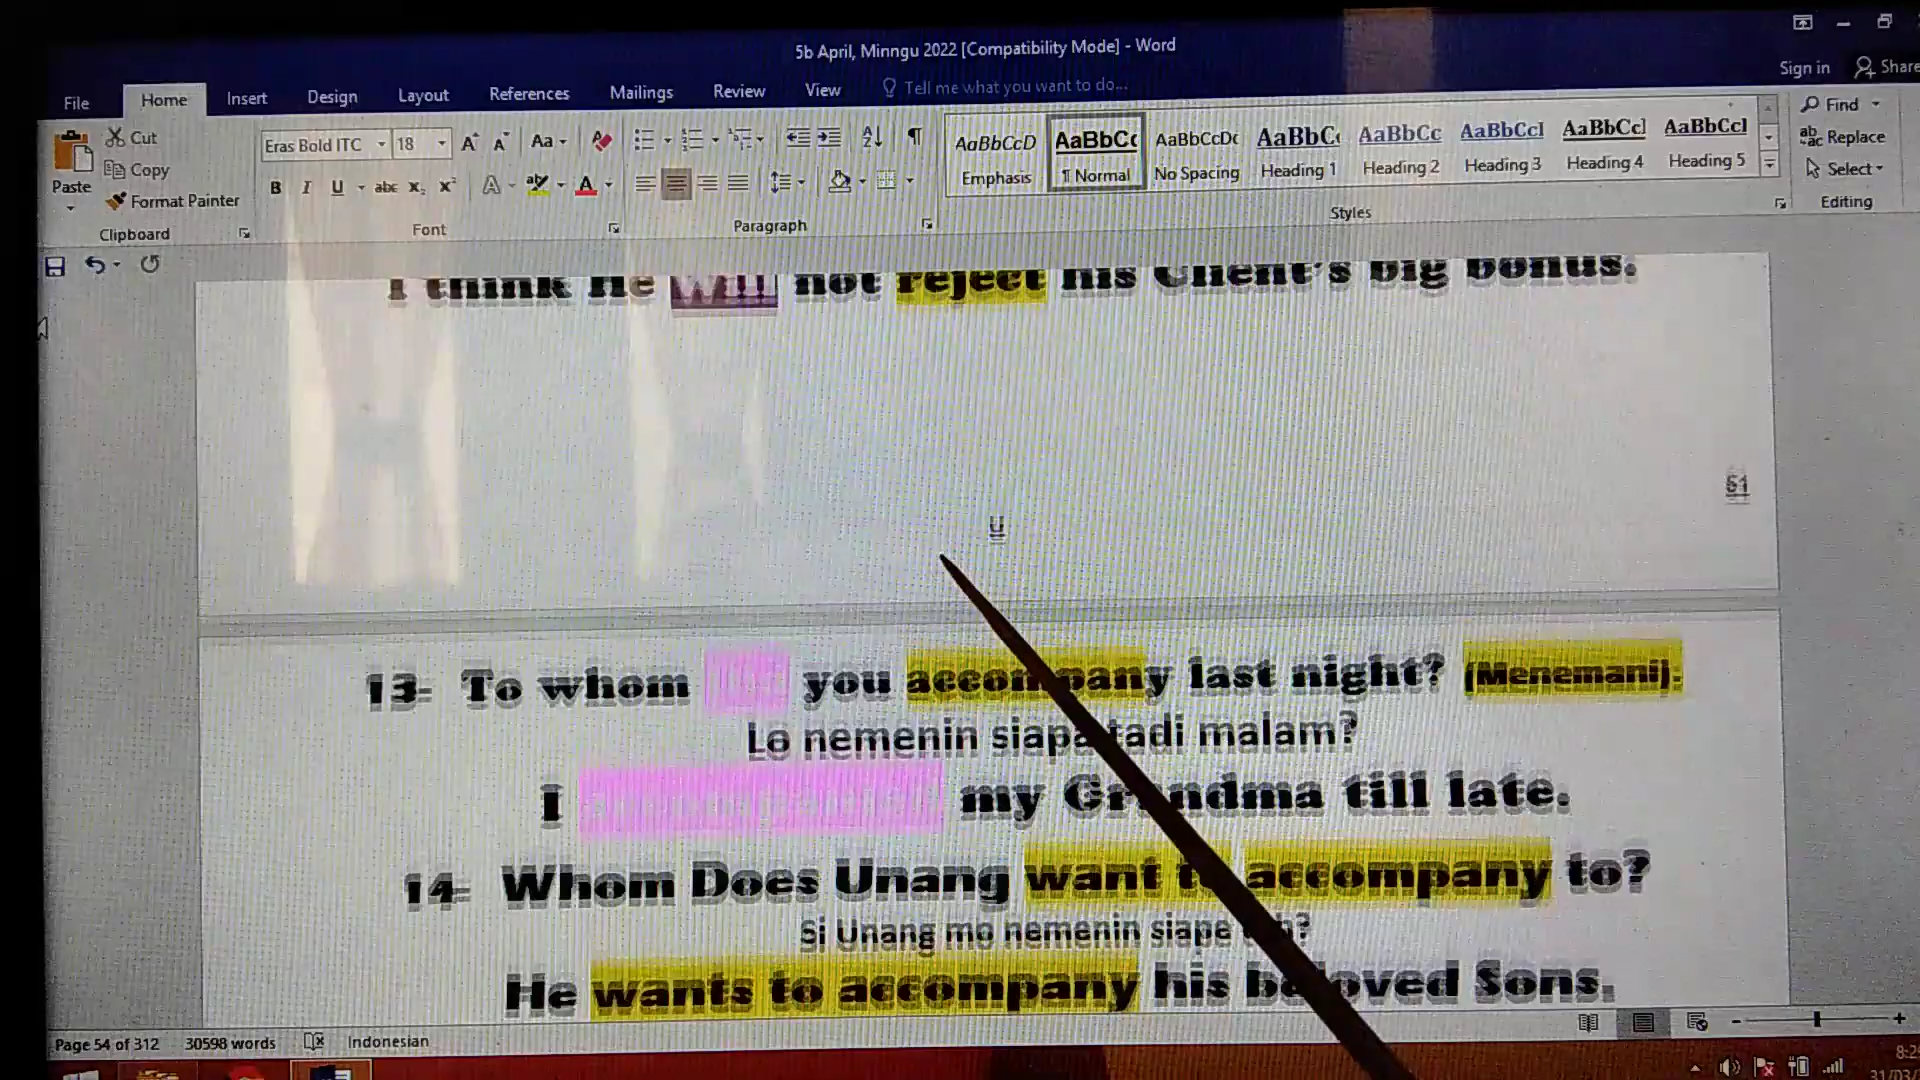 5b April, Minngu 2022 [Compatibility Mode] - Word
Sign in Share
File Home Insert Design Layout References Mailings Review View Tell me what you want to do...
Cut
Copy
Format Painter
Paste
Clipboard
Eras Bold ITC 18
Font
Paragraph
AaBbCcD AaBbCc AaBbCcDc AaBbC AaBbCc AaBbCcI AaBbCcI AaBbCcI
Emphasis ¶ Normal No Spacing Heading 1 Heading 2 Heading 3 Heading 4 Heading 5
Styles
Find
Replace
Select
Editing
I think He will not reject his Client's big bonus.
51
u
13= To whom you accompany last night? (Menemani).
Lo nemenin siapa tadi malam?
I my Grandma till late.
14= Whom Does Unang want to accompany to?
Si Unang mo nemenin siape
He wants to accompany his beloved Sons.
Page 54 of 312 30598 words Indonesian